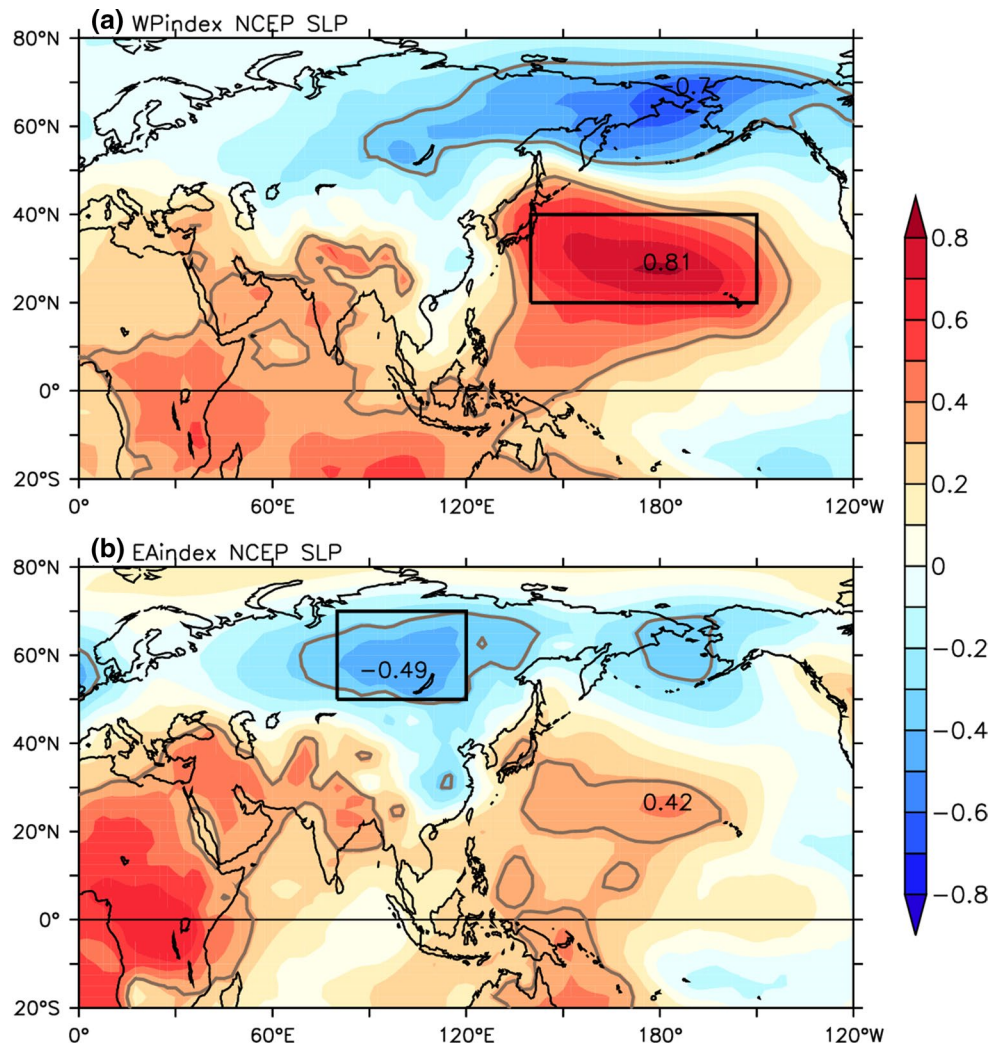 (a) WPindex NCEP SLP
80°N
60°N
40°N
20°N
0°
20°S
-0.7
0.81
0° 60°E 120°E 180° 120°W
(b) EAindex NCEP SLP
80°N
60°N
40°N
20°N
0°
20°S
−0.49
0.42
0° 60°E 120°E 180° 120°W
0.8
0.6
0.4
0.2
0
−0.2
−0.4
−0.6
−0.8